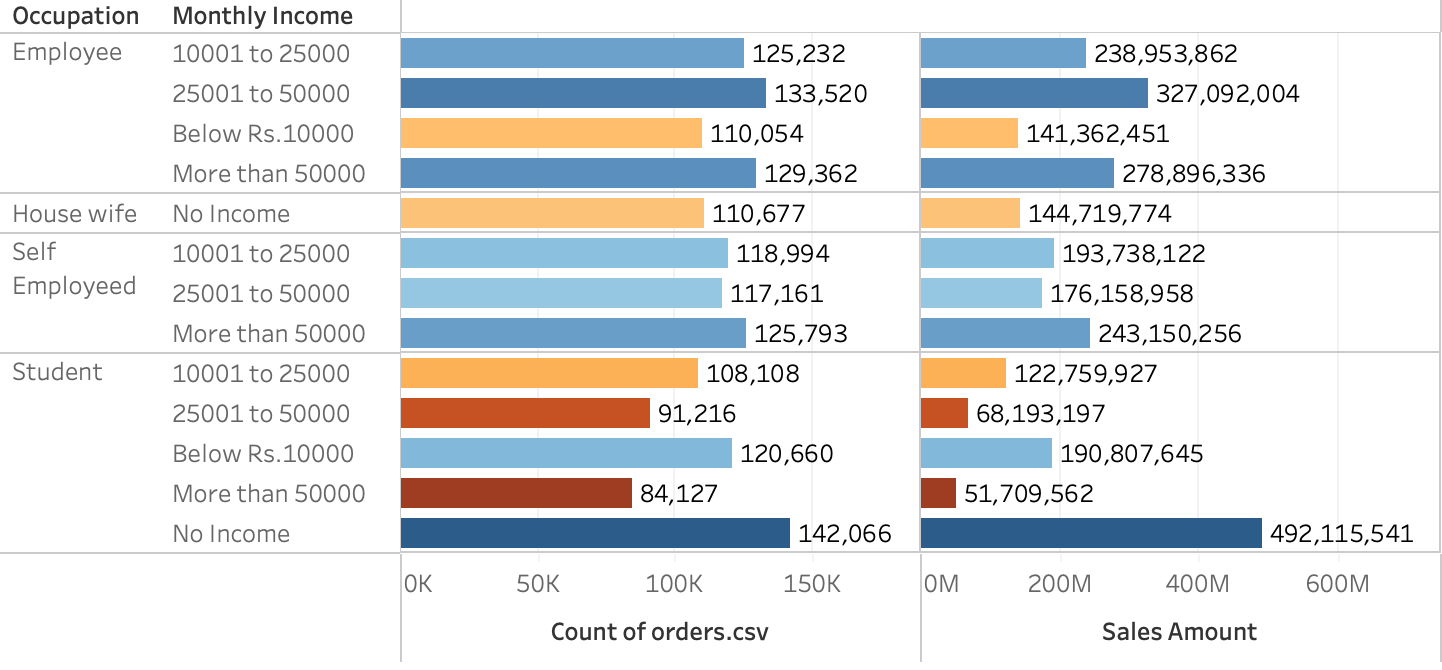 Occupation Monthly Income
Employee 10001 to 25000 125,232 238,953,862
25001 to 50000 133,520 327,092,004
Below Rs.10000 110,054 141,362,451
More than 50000 129,362 278,896,336
House wife No Income 110,677 144,719,774
Self 10001 to 25000 118,994 193,738,122
Employeed 25001 to 50000 117,161 176,158,958
More than 50000 125,793 243,150,256
Student 10001 to 25000 108,108 122,759,927
25001 to 50000 91,216 68,193,197
Below Rs.10000 120,660 190,807,645
More than 50000 84,127 51,709,562
No Income 142,066 492,115,541
0K 50K 100K 150K 0M 200M 400M 600M
Count of orders.csv Sales Amount